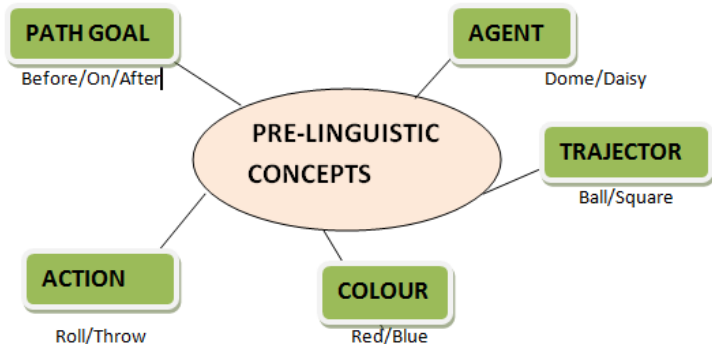 PATH GOAL
Before/On/After
AGENT
Dome/Daisy
PRE-LINGUISTIC
CONCEPTS
TRAJECTOR
Ball/Square
ACTION
Roll/Throw
COLOUR
Red/Blue